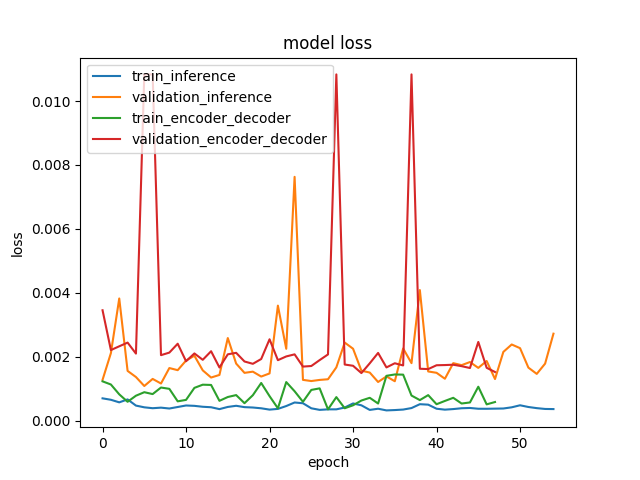 model loss
train_inference
validation_inference
train_encoder_decoder
validation_encoder_decoder
0.010
0.008
0.006
0.004
0.002
0.000
loss
0 10 20 30 40 50
epoch